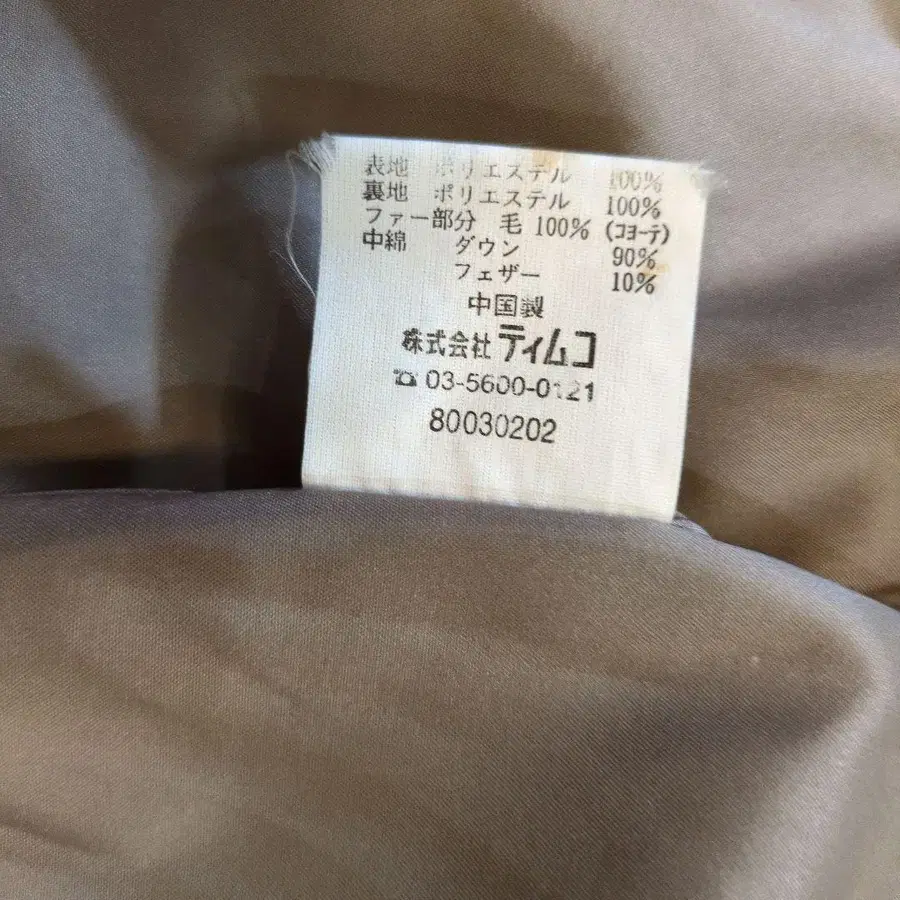 表地 ポリエステル 100%
裏地 ポリエステル 100%
ファー部分 毛 100% (コヨーテ)
中綿 ダウン 90%
フェザー 10%
中国製
株式会社 ティムコ
☎ 03-5600-0121
80030202